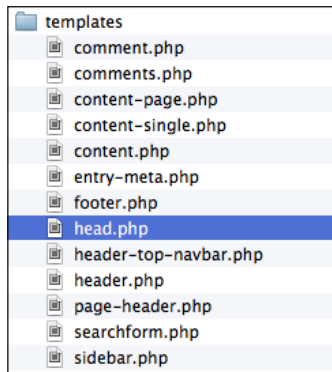 templates
comment.php
comments.php
content-page.php
content-single.php
content.php
entry-meta.php
footer.php
head.php
header-top-navbar.php
header.php
page-header.php
searchform.php
sidebar.php